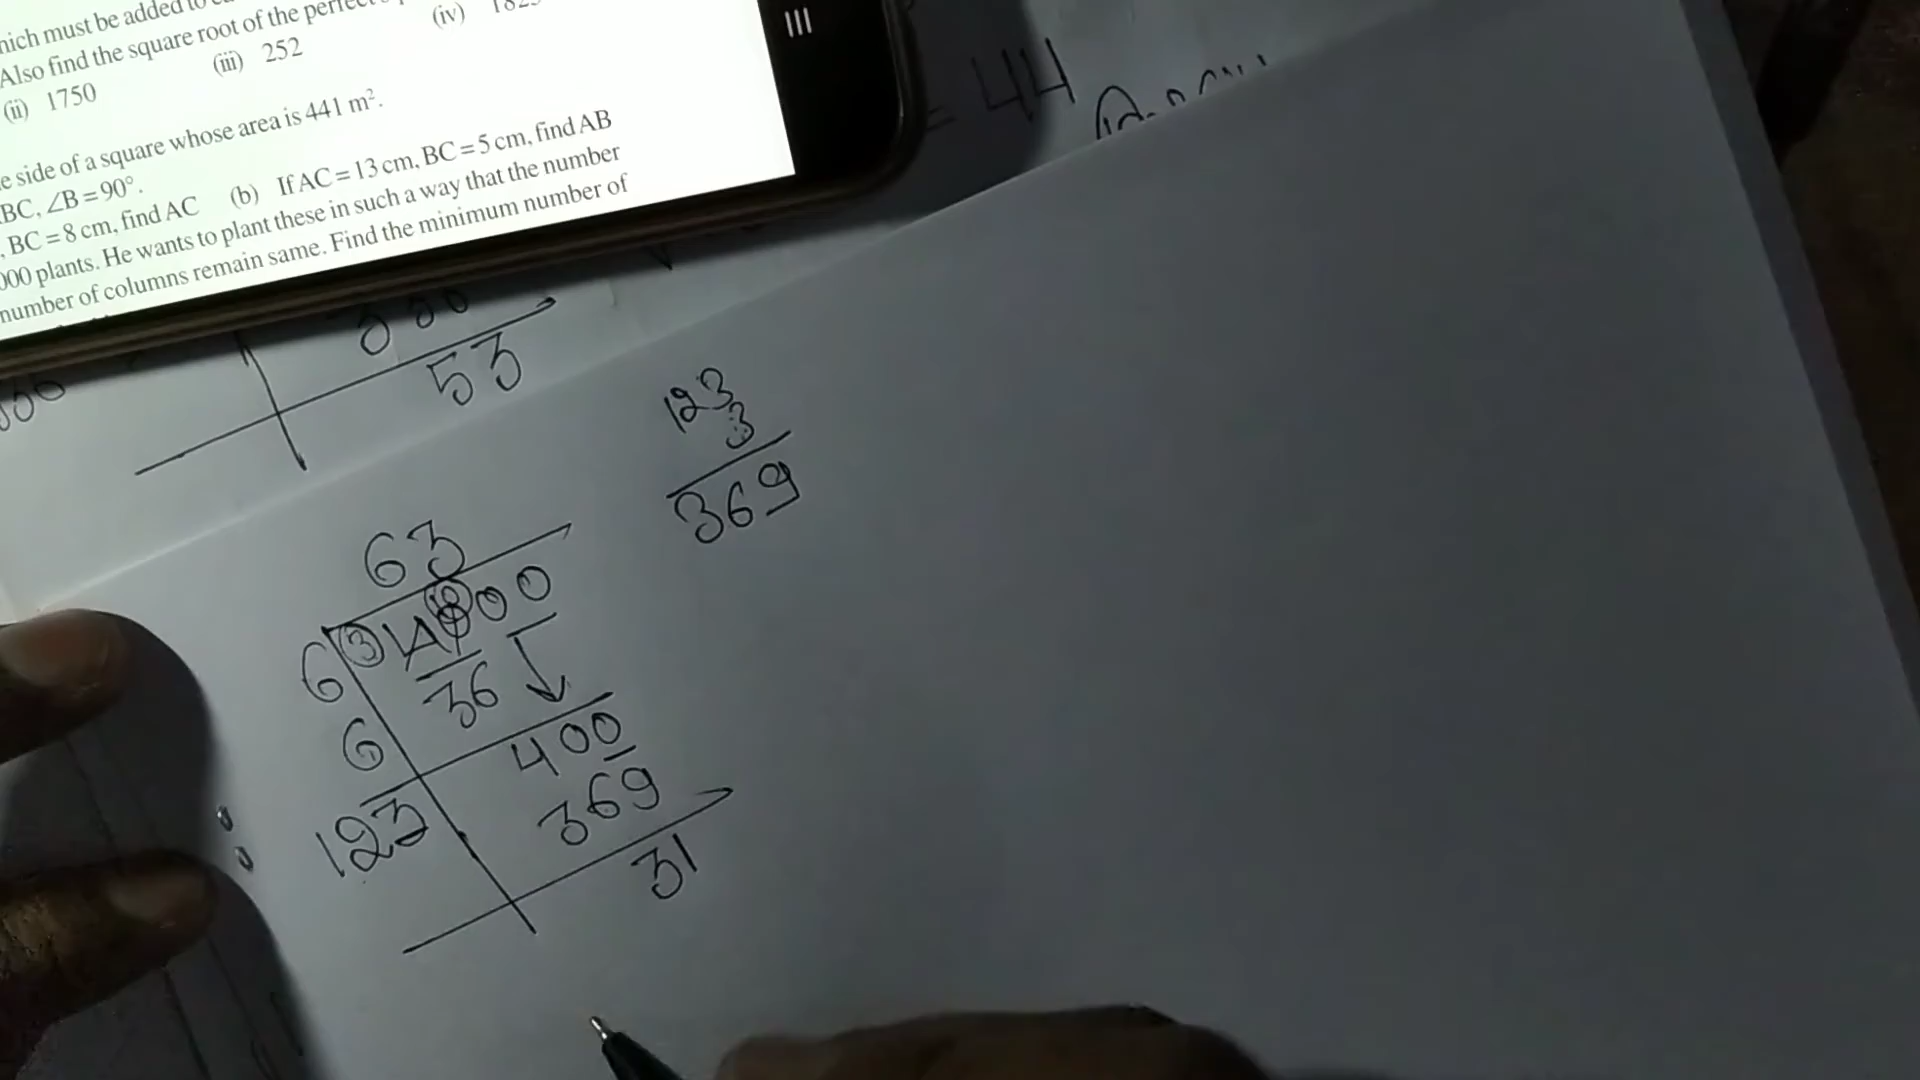 which must be added to
Also find the square root of the perfect
(ii) 1750 (iii) 252 (iv)
side of a square whose area is 441 m².
BC, ∠B = 90°.
, BC = 8 cm, find AC (b) If AC = 13 cm, BC = 5 cm, find AB
000 plants. He wants to plant these in such a way that the number
number of columns remain same. Find the minimum number of
= 44
53
123
3
369
63
6
36
6
400
123
369
31